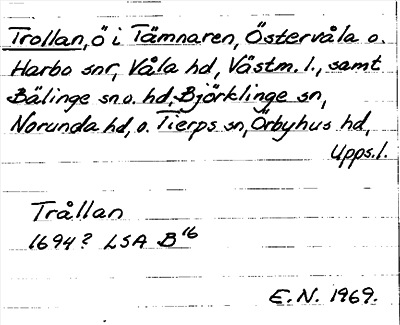 Trollan, ö i Tämnaren, Östervåla o.
Harbo snr, Våla hd, Västm. l., samt
Bälinge sn o. hd, Björklinge sn,
Norunda hd, o. Tierps sn, Örbyhus hd,
Upps. l.
Trållan
1694? LSA B16
E. N. 1969.